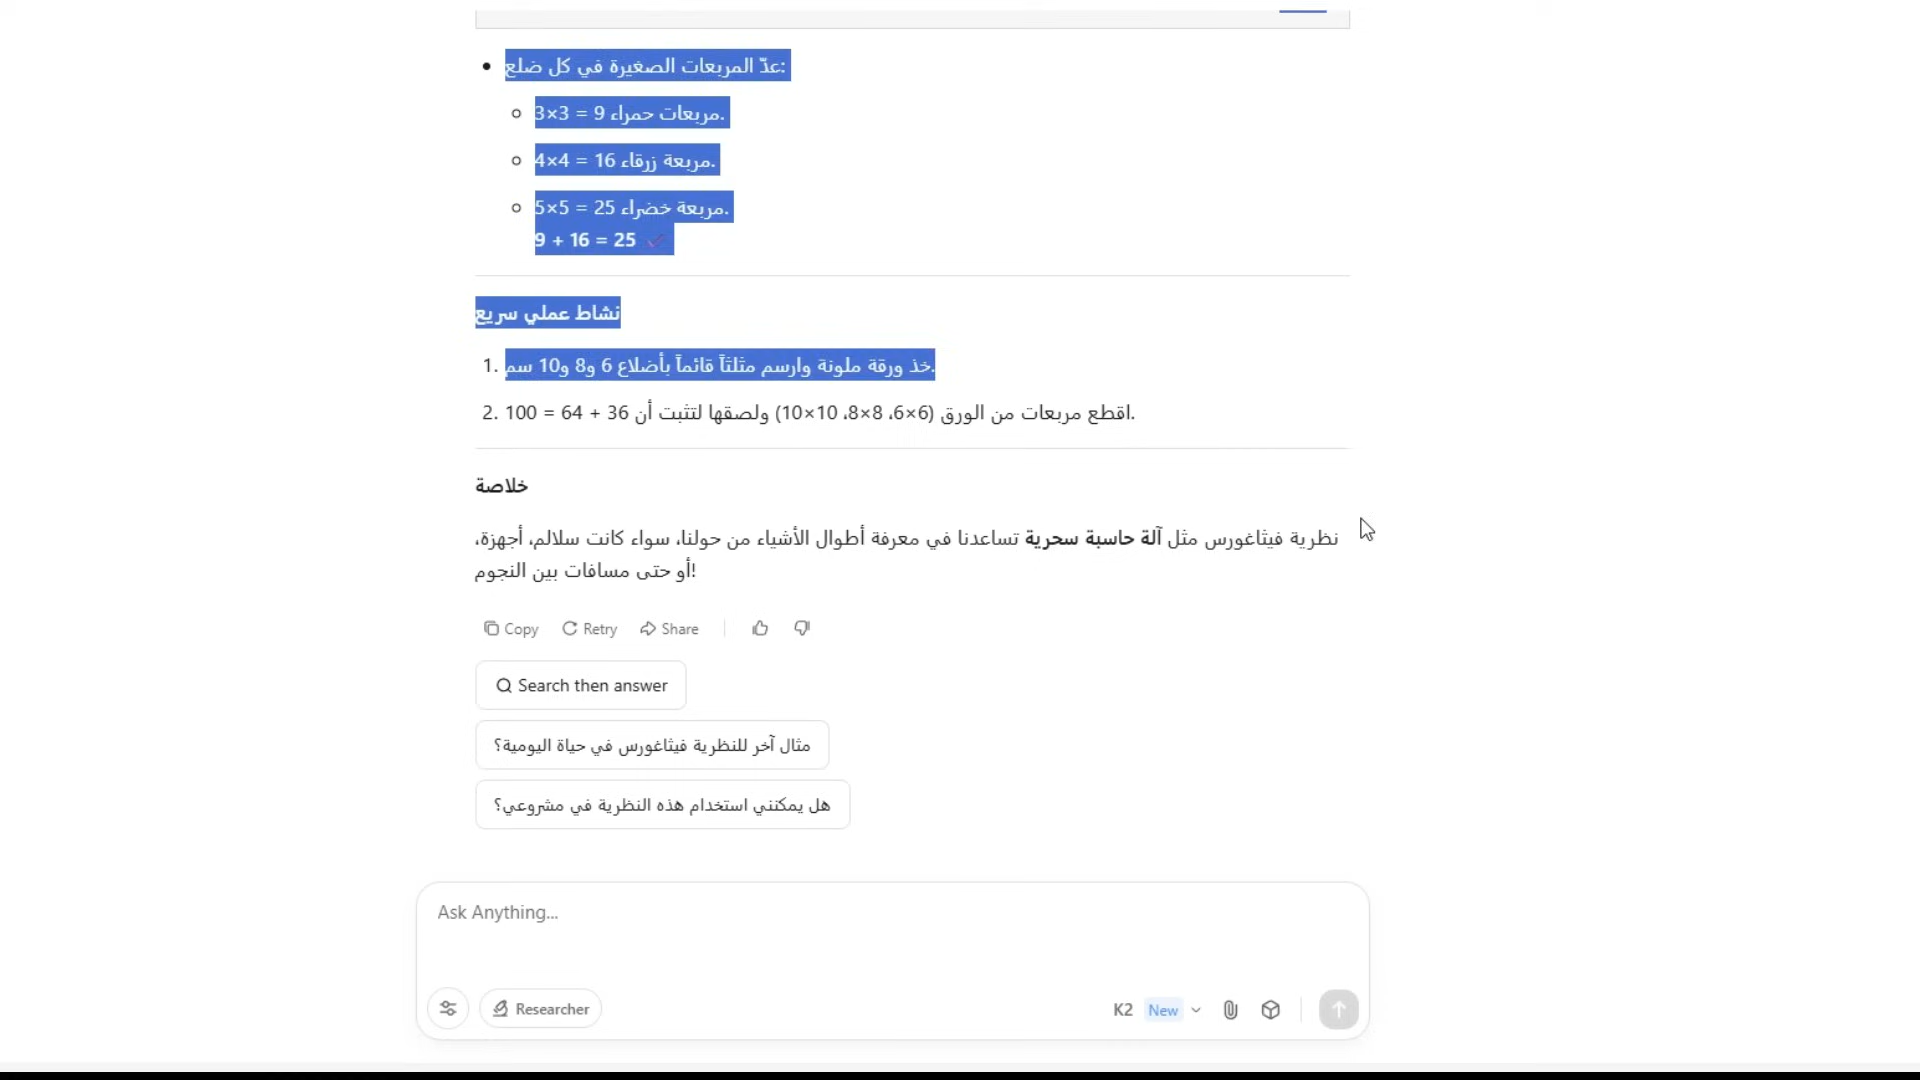 عدّ المربعات الصغيرة في كل ضلع:
3×3 = 9 مربعات حمراء.
4×4 = 16 مربعة زرقاء.
5×5 = 25 مربعة خضراء.
9 + 16 = 25 ✓
نشاط عملي سريع
1. خذ ورقة ملونة وارسم مثلثاً قائماً بأضلاع 6 و8 و10 سم.
2. اقطع مربعات من الورق (6×6، 8×8، 10×10) ولصقها لتثبت أن 36 + 64 = 100.
خلاصة
نظرية فيثاغورس مثل آلة حاسبة سحرية تساعدنا في معرفة أطوال الأشياء من حولنا، سواء كانت سلالم، أجهزة،
أو حتى مسافات بين النجوم!
Copy Retry Share
Search then answer
مثال آخر للنظرية فيثاغورس في حياة اليومية؟
هل يمكنني استخدام هذه النظرية في مشروعي؟
Ask Anything...
Researcher K2 New